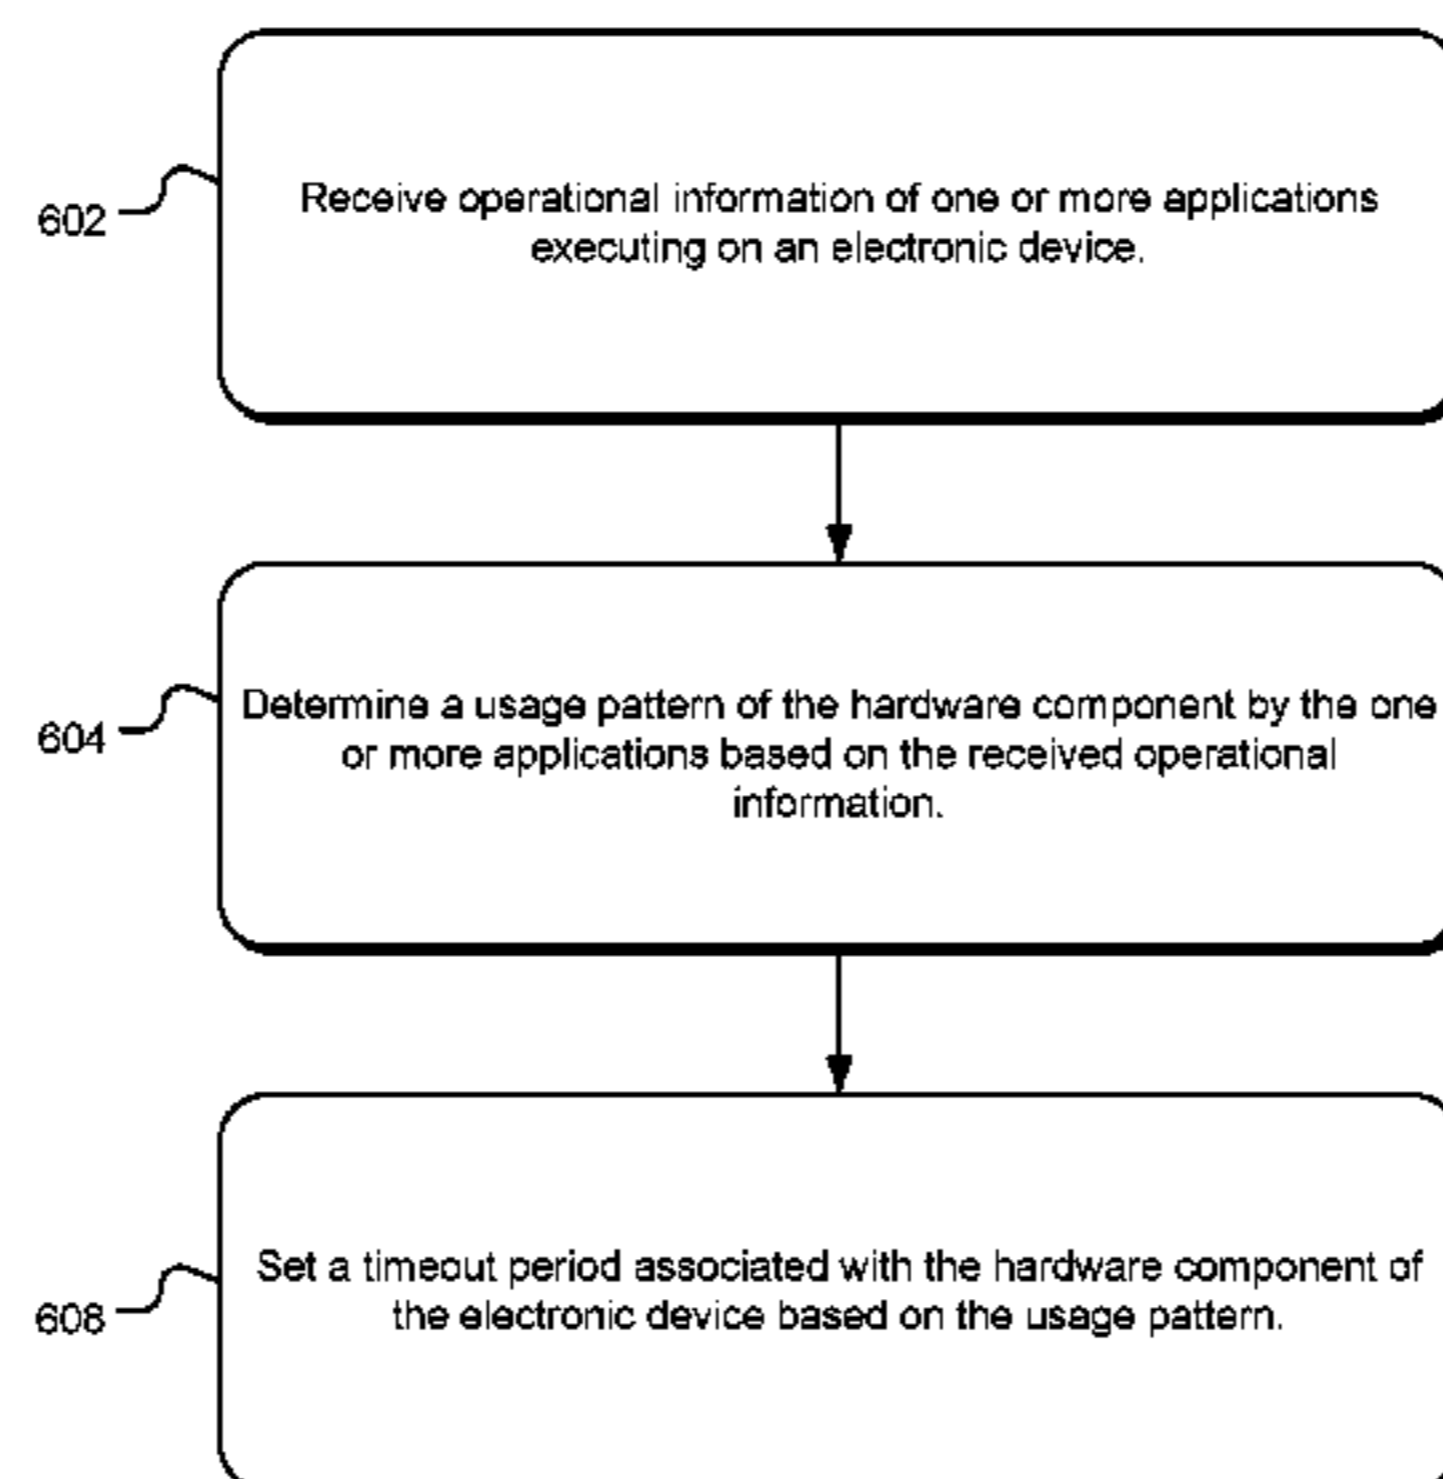 602
Receive operational information of one or more applications
executing on an electronic device.
604
Determine a usage pattern of the hardware component by the one
or more applications based on the received operational
information.
608
Set a timeout period associated with the hardware component of
the electronic device based on the usage pattern.